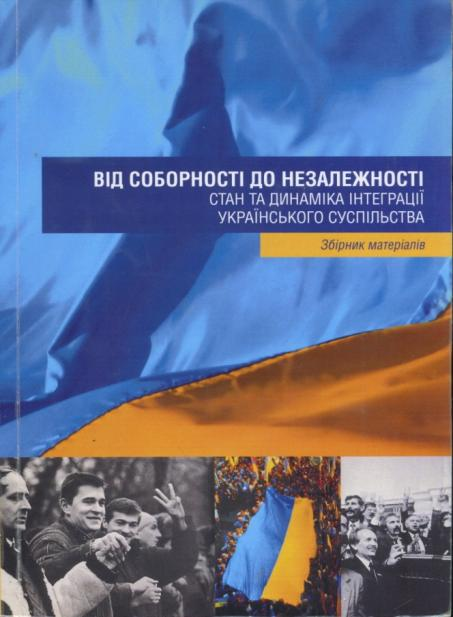 ВІД СОБОРНОСТІ ДО НЕЗАЛЕЖНОСТІ
СТАН ТА ДИНАМІКА ІНТЕГРАЦІЇ
УКРАЇНСЬКОГО СУСПІЛЬСТВА
Збірник матеріалів